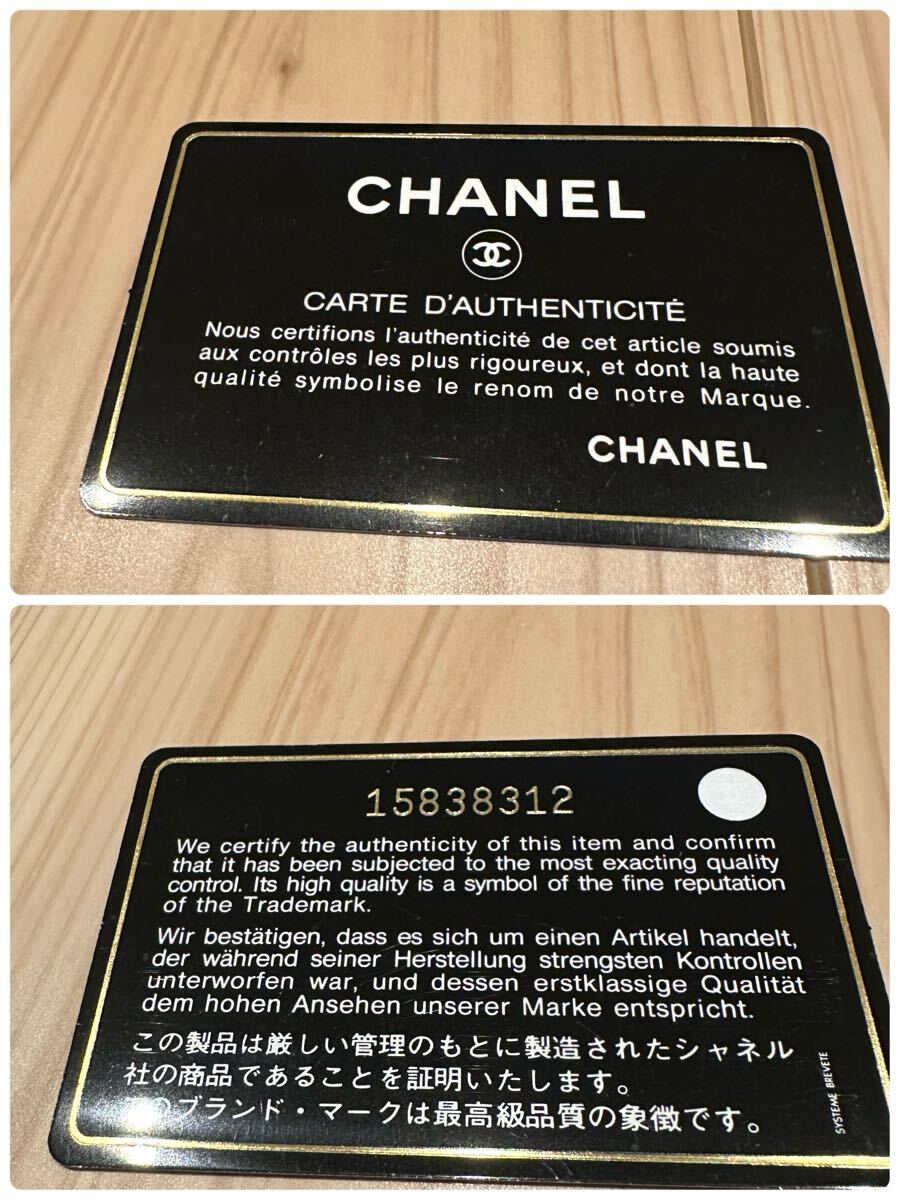 CHANEL
CARTE D'AUTHENTICITÉ
Nous certifions l'authenticité de cet article soumis
aux contrôles les plus rigoureux, et dont la haute
qualité symbolise le renom de notre Marque.
CHANEL
15838312
We certify the authenticity of this item and confirm
that it has been subjected to the most exacting quality
control. Its high quality is a symbol of the fine reputation
of the Trademark.
Wir bestätigen, dass es sich um einen Artikel handelt,
der während seiner Herstellung strengsten Kontrollen
unterworfen war, und dessen erstklassige Qualität
dem hohen Ansehen unserer Marke entspricht.
この製品は厳しい管理のもとに製造されたシャネル
社の商品であることを証明いたします。
このブランド・マークは最高級品質の象徴です。
SYSTEME BREVETE